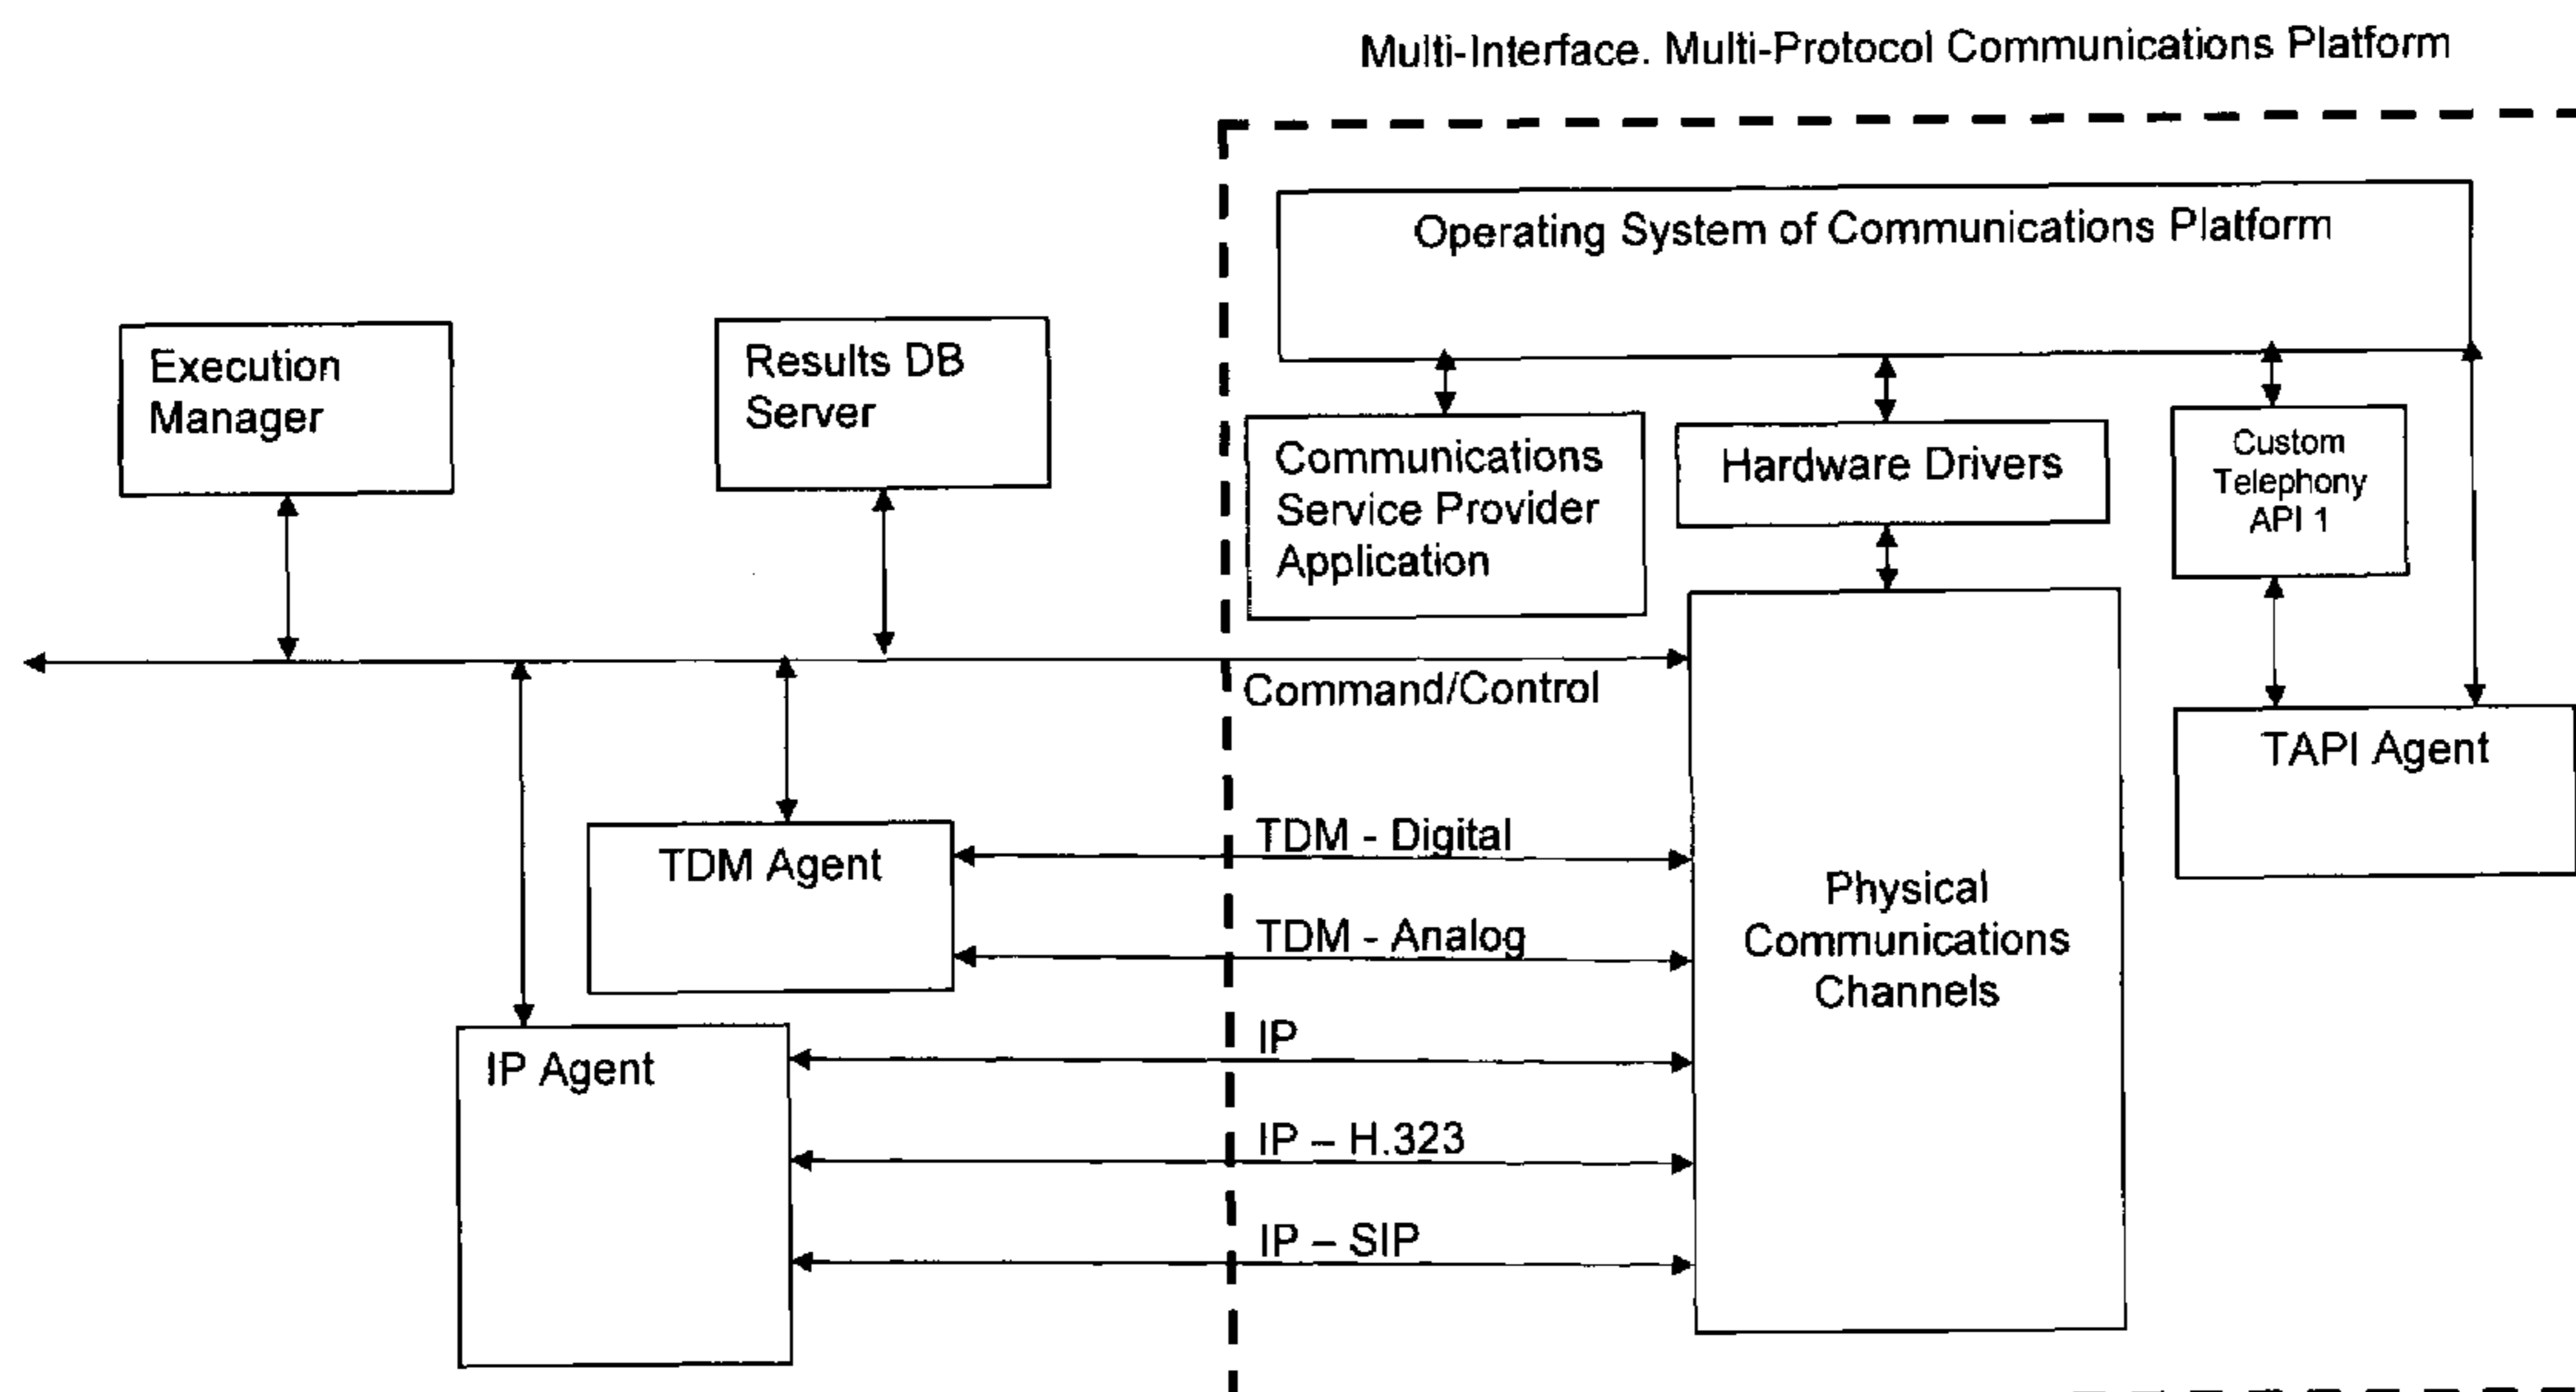 Multi-Interface. Multi-Protocol Communications Platform
Operating System of Communications Platform
Execution
Manager
Results DB
Server
Communications
Service Provider
Application
Hardware Drivers
Custom
Telephony
API 1
Command/Control
TAPI Agent
TDM Agent
TDM - Digital
TDM - Analog
Physical
Communications
Channels
IP Agent
IP
IP – H.323
IP – SIP